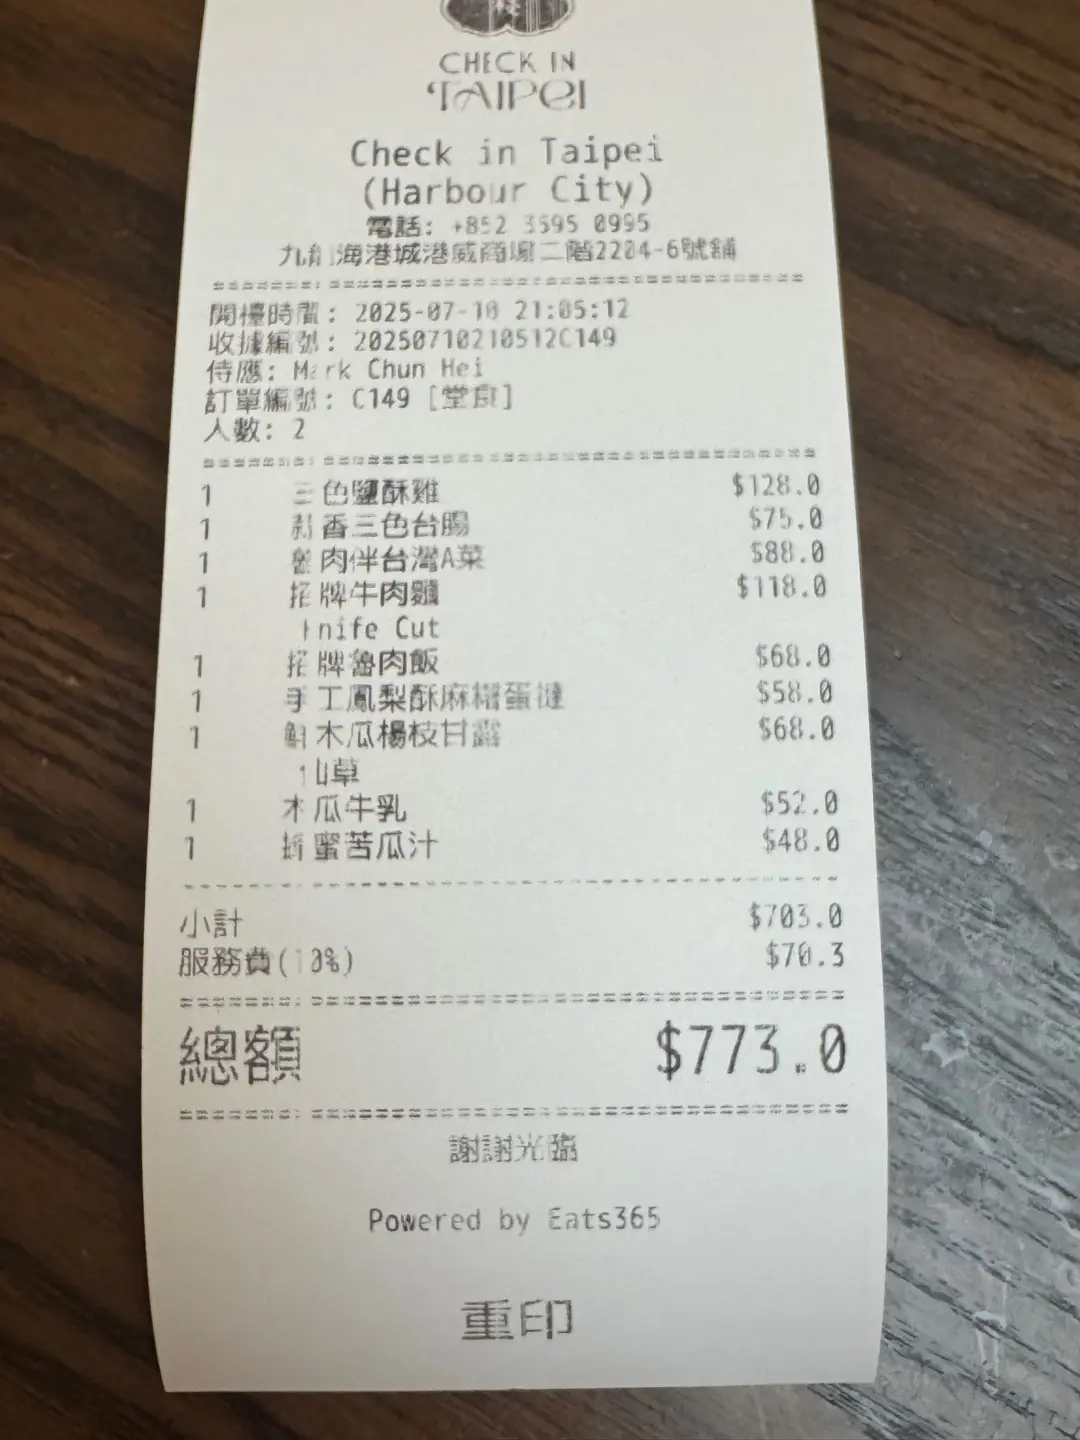 CHECK IN
TAIPEI
Check in Taipei
(Harbour City)
電話: +852 3595 0995
九龍海港城港威商場二階2204-6號舖
開檯時間: 2025-07-10 21:05:12
收據編號: 20250710210512C149
侍應: Mark Chun Hei
訂單編號: C149 [堂食]
人數: 2
1 三色鹽酥雞 $128.0
1 蒜香三色台腸 $75.0
1 魯肉伴台灣A菜 $88.0
1 招牌牛肉麵 $118.0
Knife Cut
1 招牌魯肉飯 $68.0
1 手工鳳梨酥麻糬蛋撻 $58.0
1 鮮木瓜楊枝甘露 $68.0
仙草
1 木瓜牛乳 $52.0
1 蜂蜜苦瓜汁 $48.0
小計 $703.0
服務費(10%) $70.3
總額 $773.0
謝謝光臨
Powered by Eats365
重印